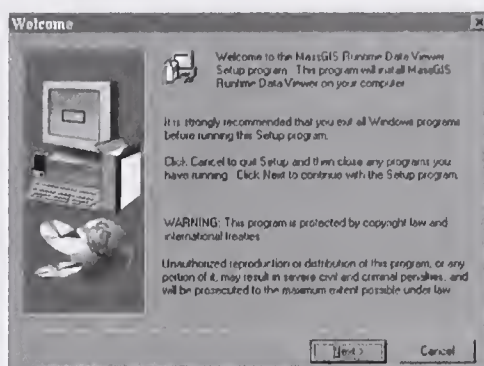 Welcome
Welcome to the MassGIS Runtime Data Viewer
Setup program. This program will install MassGIS
Runtime Data Viewer on your computer.
It is strongly recommended that you exit all Windows programs
before running this Setup program.
Click Cancel to quit Setup and then close any programs you
have running. Click Next to continue with the Setup program.
WARNING: This program is protected by copyright law and
international treaties.
Unauthorized reproduction or distribution of this program, or any
portion of it, may result in severe civil and criminal penalties, and
will be prosecuted to the maximum extent possible under law.
Next >
Cancel